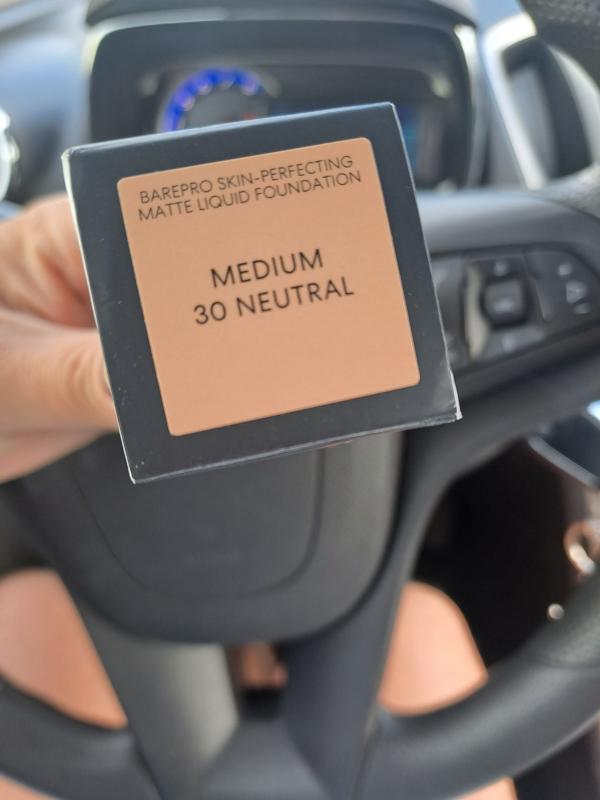 BAREPRO SKIN-PERFECTING
MATTE LIQUID FOUNDATION
MEDIUM
30 NEUTRAL